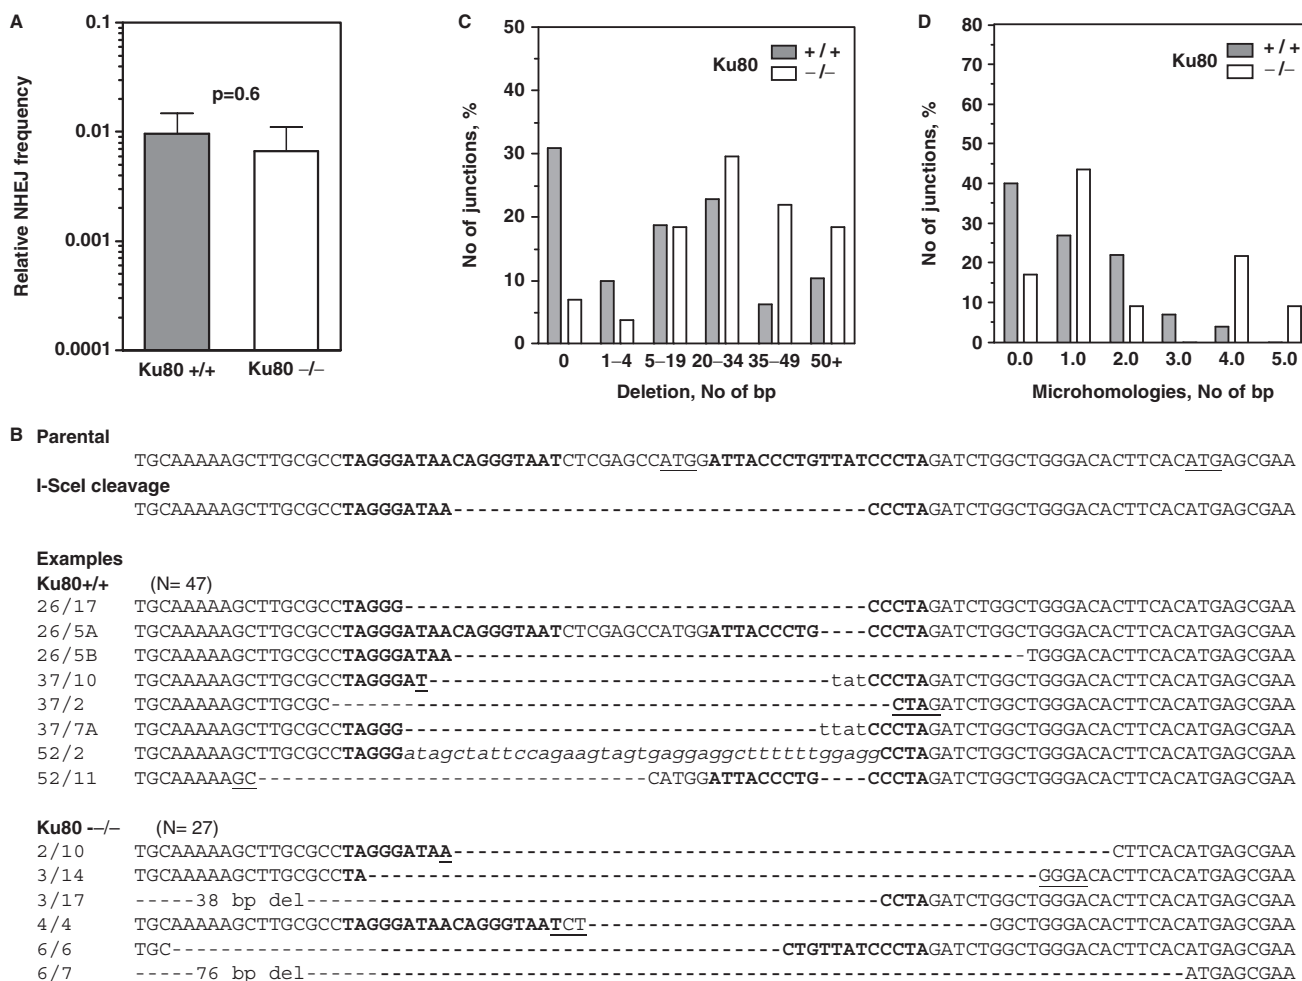 A
Relative NHEJ frequency
0.1
0.01
0.001
0.0001
p=0.6
Ku80 +/+
Ku80 –/–
C
No of junctions, %
50
40
30
20
10
0
Ku80
+/+
–/–
0 1–4 5–19 20–34 35–49 50+
Deletion, No of bp
D
No of junctions, %
80
70
60
50
40
30
20
10
0
Ku80
+/+
–/–
0.0 1.0 2.0 3.0 4.0 5.0
Microhomologies, No of bp
B Parental
TGCAAAAAGCTTGCGCCTAGGGATAACAGGGTAATCTCGAGCCATGGATTACCCTGTTATCCCTAGATCTGGCTGGGACACTTCACATGAGCGAA
I-SceI cleavage
TGCAAAAAGCTTGCGCCTAGGGATAA----------------------------------CCCTAGATCTGGCTGGGACACTTCACATGAGCGAA
Examples
Ku80+/+ (N= 47)
26/17 TGCAAAAAGCTTGCGCCTAGGG--------------------------------------CCCTAGATCTGGCTGGGACACTTCACATGAGCGAA
26/5A TGCAAAAAGCTTGCGCCTAGGGATAACAGGGTAATCTCGAGCCATGGATTACCCTG----CCCTAGATCTGGCTGGGACACTTCACATGAGCGAA
26/5B TGCAAAAAGCTTGCGCCTAGGGATAA-----------------------------------------------TGGGACACTTCACATGAGCGAA
37/10 TGCAAAAAGCTTGCGCCTAGGGAT---------------------------------tatCCCTAGATCTGGCTGGGACACTTCACATGAGCGAA
37/2 TGCAAAAAGCTTGCGC----------------------------------------------CTAGATCTGGCTGGGACACTTCACATGAGCGAA
37/7A TGCAAAAAGCTTGCGCCTAGGG----------------------------------ttatCCCTAGATCTGGCTGGGACACTTCACATGAGCGAA
52/2 TGCAAAAAGCTTGCGCCTAGGGatagctattccagaagtagtgaggaggcttttttggaggCCTAGATCTGGCTGGGACACTTCACATGAGCGAA
52/11 TGCAAAAAGC--------------------------------CATGGATTACCCTG----CCCTAGATCTGGCTGGGACACTTCACATGAGCGAA
Ku80 -–/– (N= 27)
2/10 TGCAAAAAGCTTGCGCCTAGGGATAA------------------------------------------------------CTTCACATGAGCGAA
3/14 TGCAAAAAGCTTGCGCCTA-------------------------------------------------------GGGACACTTCACATGAGCGAA
3/17 -----38 bp del-----------------------------------------------CCTAGATCTGGCTGGGACACTTCACATGAGCGAA
4/4 TGCAAAAAGCTTGCGCCTAGGGATAACAGGGTAATCT---------------------------------GGCTGGGACACTTCACATGAGCGAA
6/6 TGC--------------------------------------------------CTGTTATCCCTAGATCTGGCTGGGACACTTCACATGAGCGAA
6/7 -----76 bp del------------------------------------------------------------------------ATGAGCGAA